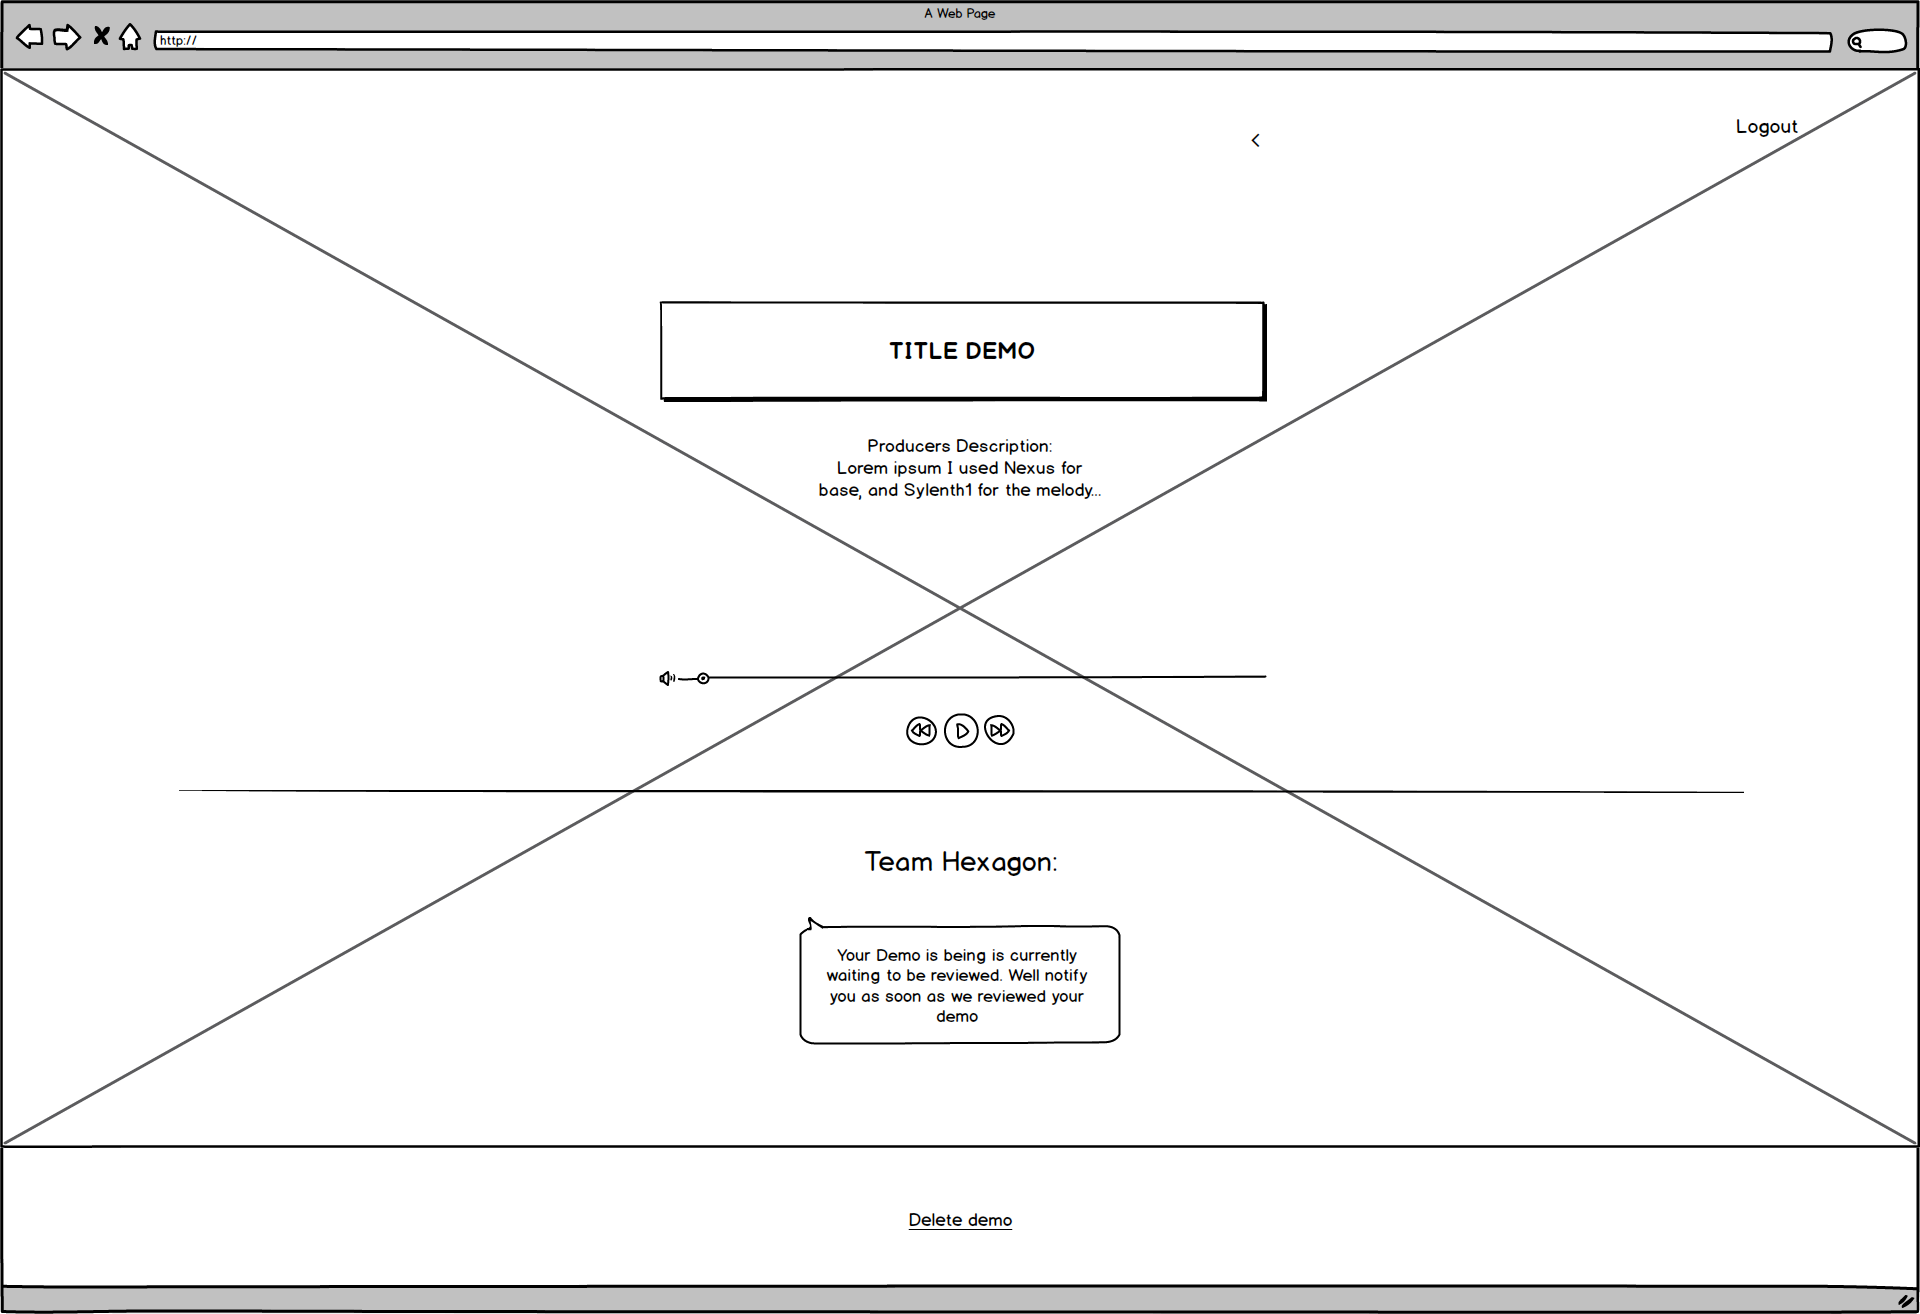 A Web Page
http://
Logout
TITLE DEMO
Producers Description:
Lorem ipsum I used Nexus for
base, and Sylenth1 for the melody...
Team Hexagon:
Your Demo is being is currently
waiting to be reviewed. Well notify
you as soon as we reviewed your
demo
Delete demo